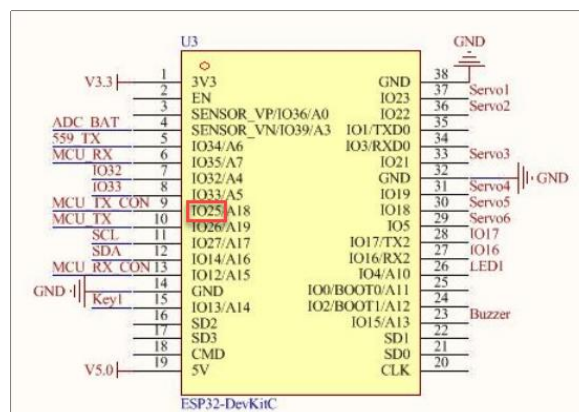 U3
GND
V3.3 1 3V3 GND 38
2 EN IO23 37 Servo1
3 SENSOR_VP/IO36/A0 IO22 36 Servo2
ADC_BAT 4 SENSOR_VN/IO39/A3 IO1/TXD0 35
559_TX 5 IO34/A6 IO3/RXD0 34
MCU_RX 6 IO35/A7 IO21 33 Servo3
IO32 7 IO32/A4 GND 32 GND
IO33 8 IO33/A5 IO19 31 Servo4
MCU_TX_CON 9 IO25/A18 IO18 30 Servo5
MCU_TX 10 IO26/A19 IO5 29 Servo6
SCL 11 IO27/A17 IO17/TX2 28 IO17
SDA 12 IO14/A16 IO16/RX2 27 IO16
MCU_RX_CON 13 IO12/A15 IO4/A10 26 LED1
GND 14 GND IO0/BOOT0/A11 25
Key1 15 IO13/A14 IO2/BOOT1/A12 24
16 SD2 IO15/A13 23 Buzzer
17 SD3 SD1 22
18 CMD SD0 21
V5.0 19 5V CLK 20
ESP32-DevKitC